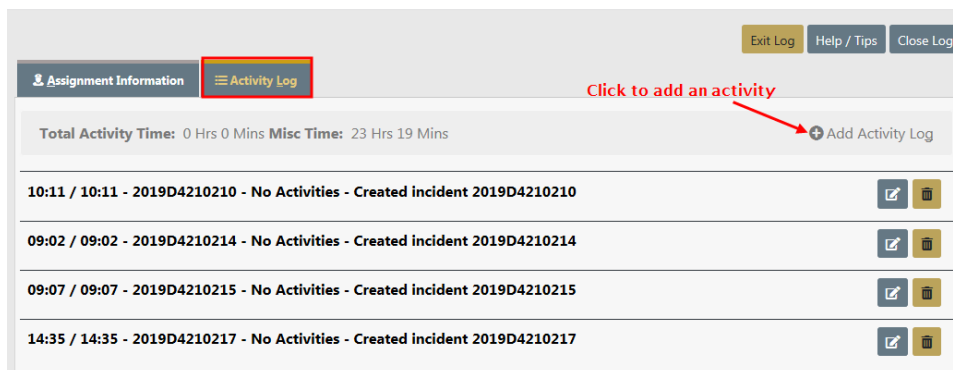 Exit Log Help / Tips Close Log
Assignment Information Activity Log
Click to add an activity
Total Activity Time: 0 Hrs 0 Mins Misc Time: 23 Hrs 19 Mins Add Activity Log
10:11 / 10:11 - 2019D4210210 - No Activities - Created incident 2019D4210210
09:02 / 09:02 - 2019D4210214 - No Activities - Created incident 2019D4210214
09:07 / 09:07 - 2019D4210215 - No Activities - Created incident 2019D4210215
14:35 / 14:35 - 2019D4210217 - No Activities - Created incident 2019D4210217